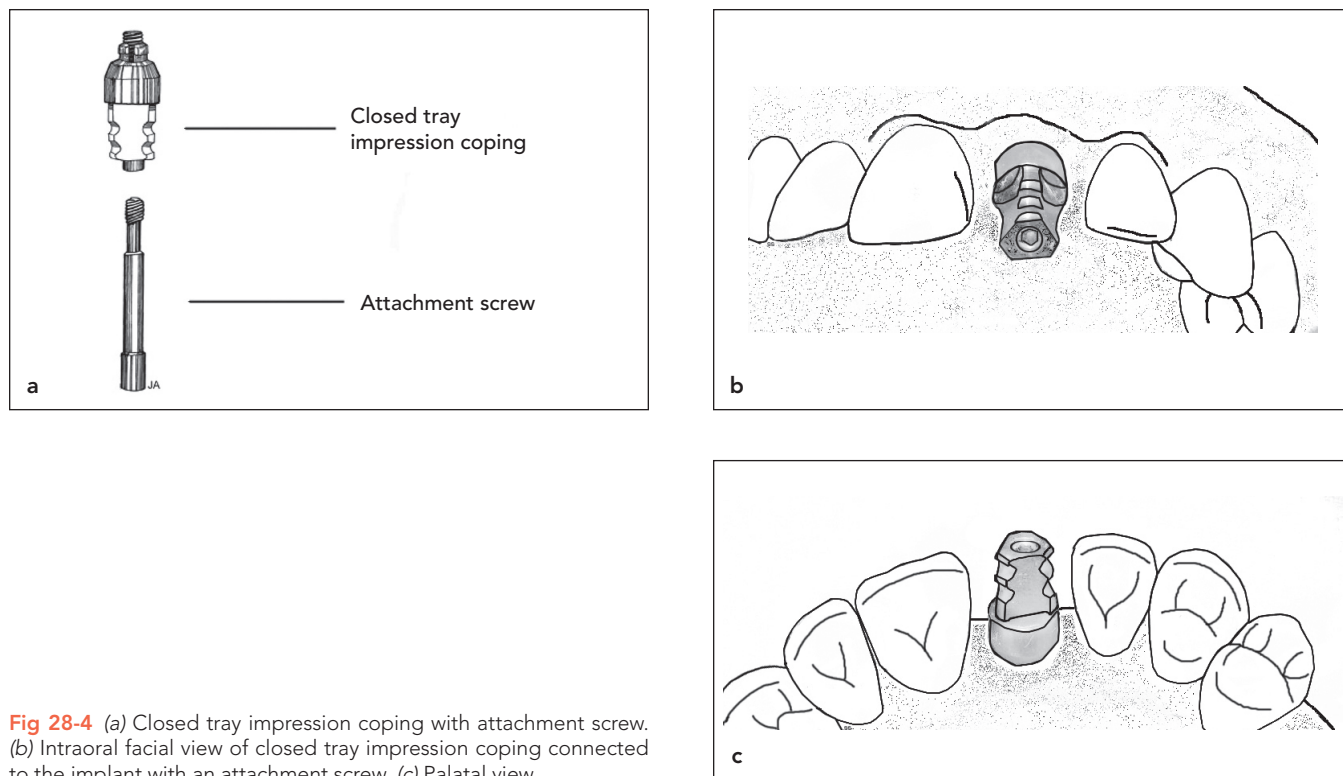 Closed tray
impression coping
Attachment screw
JA
a
b
c
Fig 28-4 (a) Closed tray impression coping with attachment screw.
(b) Intraoral facial view of closed tray impression coping connected
to the implant with an attachment screw. (c) Palatal view.